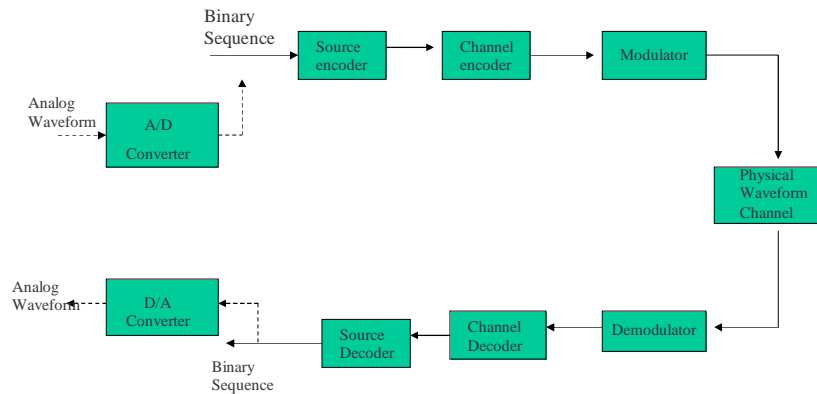 Binary
Sequence
Source
encoder
Channel
encoder
Modulator
Analog
Waveform
A/D
Converter
Physical
Waveform
Channel
Analog
Waveform
D/A
Converter
Source
Decoder
Channel
Decoder
Demodulator
Binary
Sequence